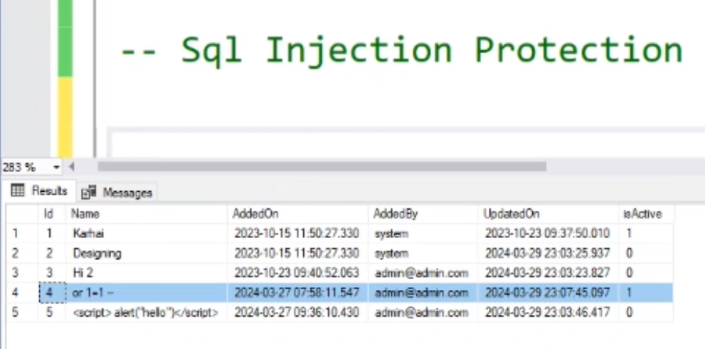 -- Sql Injection Protection
283 %
Results Messages
Id Name AddedOn AddedBy UpdatedOn isActive
1 1 Karhai 2023-10-15 11:50:27.330 system 2023-10-23 09:37:50.010 1
2 2 Designing 2023-10-15 11:50:27.330 system 2024-03-29 23:03:25.937 0
3 3 Hi 2 2023-10-23 09:40:52.063 admin@admin.com 2024-03-29 23:03:23.827 0
4 4 or 1=1 -- 2024-03-27 07:58:11.547 admin@admin.com 2024-03-29 23:07:45.097 1
5 5 <script> alert("hello")</script> 2024-03-27 09:36:10.430 admin@admin.com 2024-03-29 23:03:46.417 0